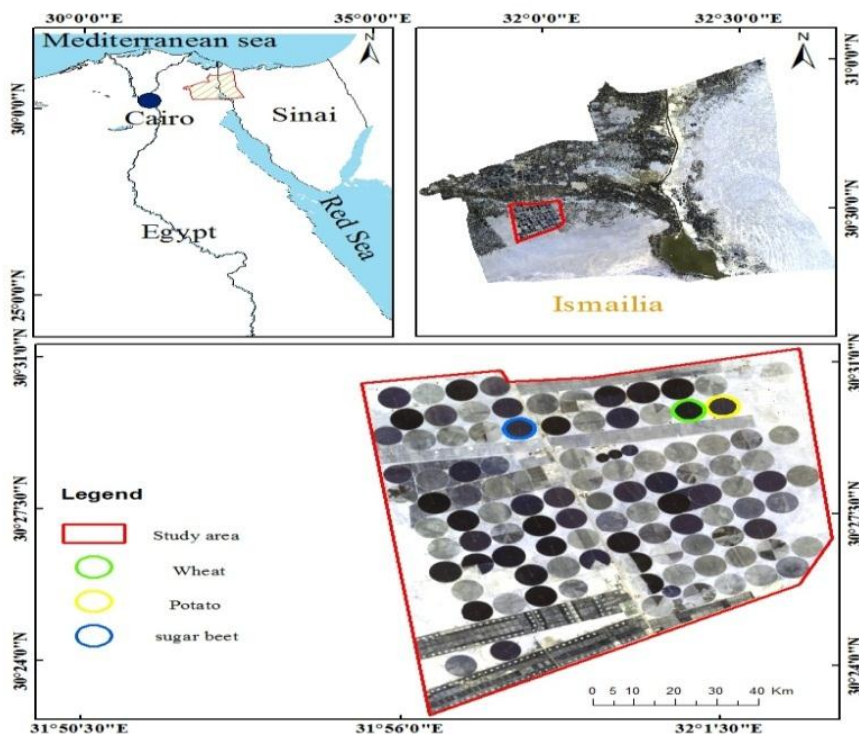 30°0'0"E
35°0'0"E
32°0'0"E
32°30'0"E
Mediterranean sea
N
30°0'0"N
Cairo
Sinai
Red Sea
Egypt
25°0'0"N
N
31°0'0"N
30°30'0"N
Ismailia
30°31'0"N
30°27'30"N
30°24'0"N
Legend
Study area
Wheat
Potato
sugar beet
0 5 10 20 30 40 Km
31°50'30"E
31°56'0"E
32°1'30"E